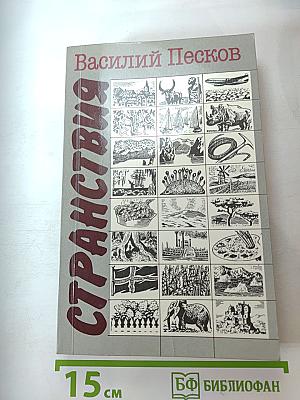 Василий Песков
СТРАНСТВИЯ
15 см
БФ БИБЛИОФАН